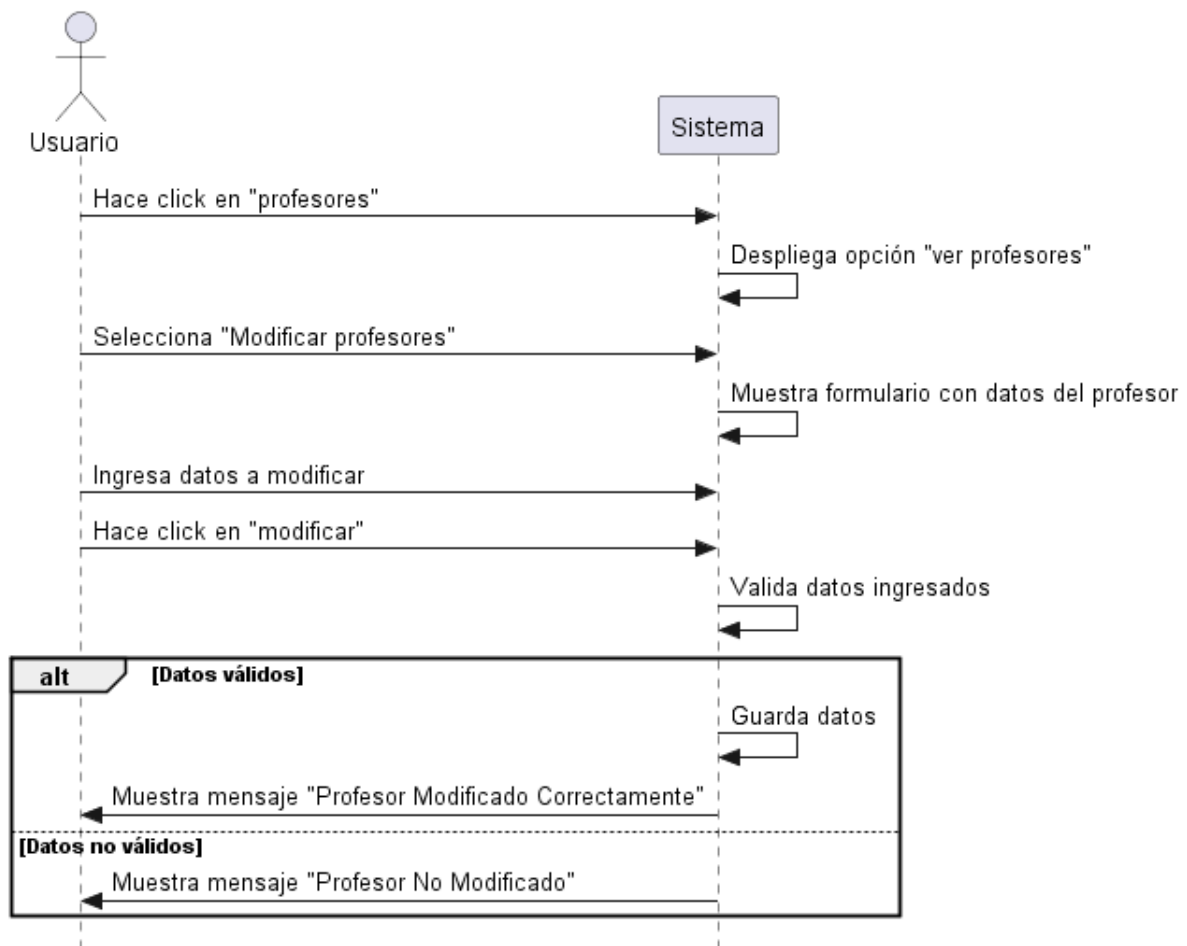 Usuario
Sistema
Hace click en "profesores"
Despliega opción "ver profesores"
Selecciona "Modificar profesores"
Muestra formulario con datos del profesor
Ingresa datos a modificar
Hace click en "modificar"
Valida datos ingresados
alt [Datos válidos]
Guarda datos
Muestra mensaje "Profesor Modificado Correctamente"
[Datos no válidos]
Muestra mensaje "Profesor No Modificado"